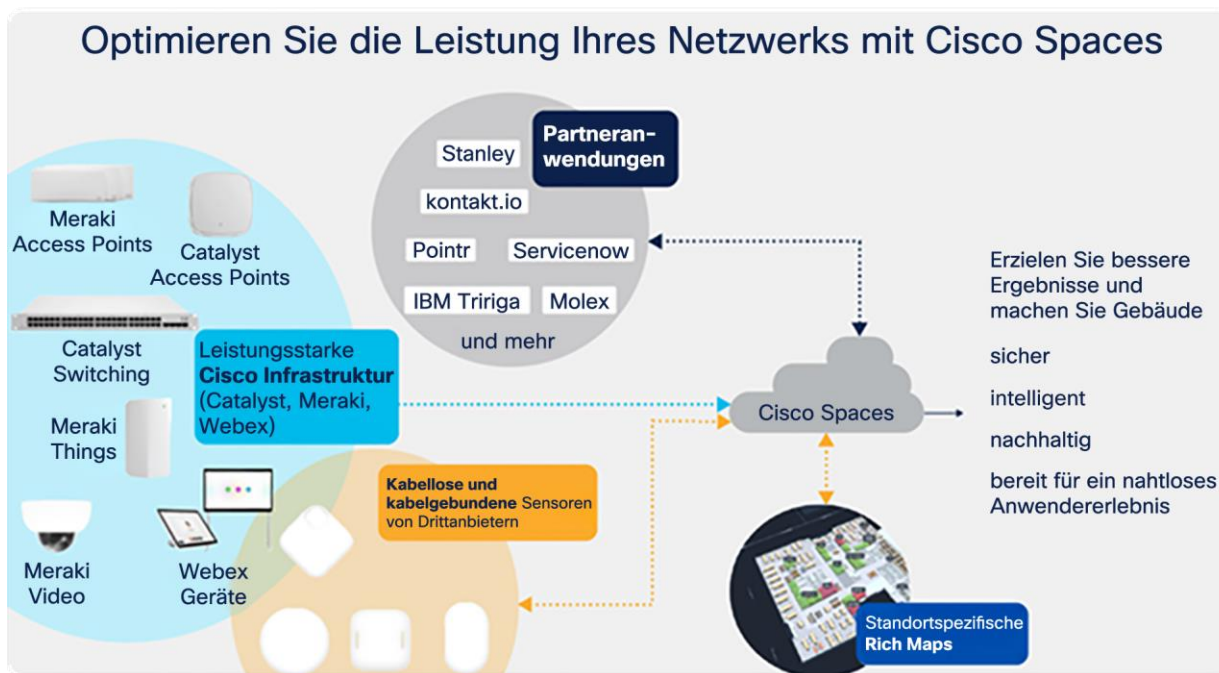 Optimieren Sie die Leistung Ihres Netzwerks mit Cisco Spaces
Meraki
Access Points
Catalyst
Access Points
Catalyst
Switching
Meraki
Things
Meraki
Video
Webex
Geräte
Leistungsstarke
Cisco Infrastruktur
(Catalyst, Meraki,
Webex)
Kabellose und
kabelgebundene Sensoren
von Drittanbietern
Partneran-
wendungen
Stanley
kontakt.io
Pointr
Servicenow
IBM Tririga
Molex
und mehr
Cisco Spaces
Standortspezifische
Rich Maps
Erzielen Sie bessere
Ergebnisse und
machen Sie Gebäude
sicher
intelligent
nachhaltig
bereit für ein nahtloses
Anwendererlebnis